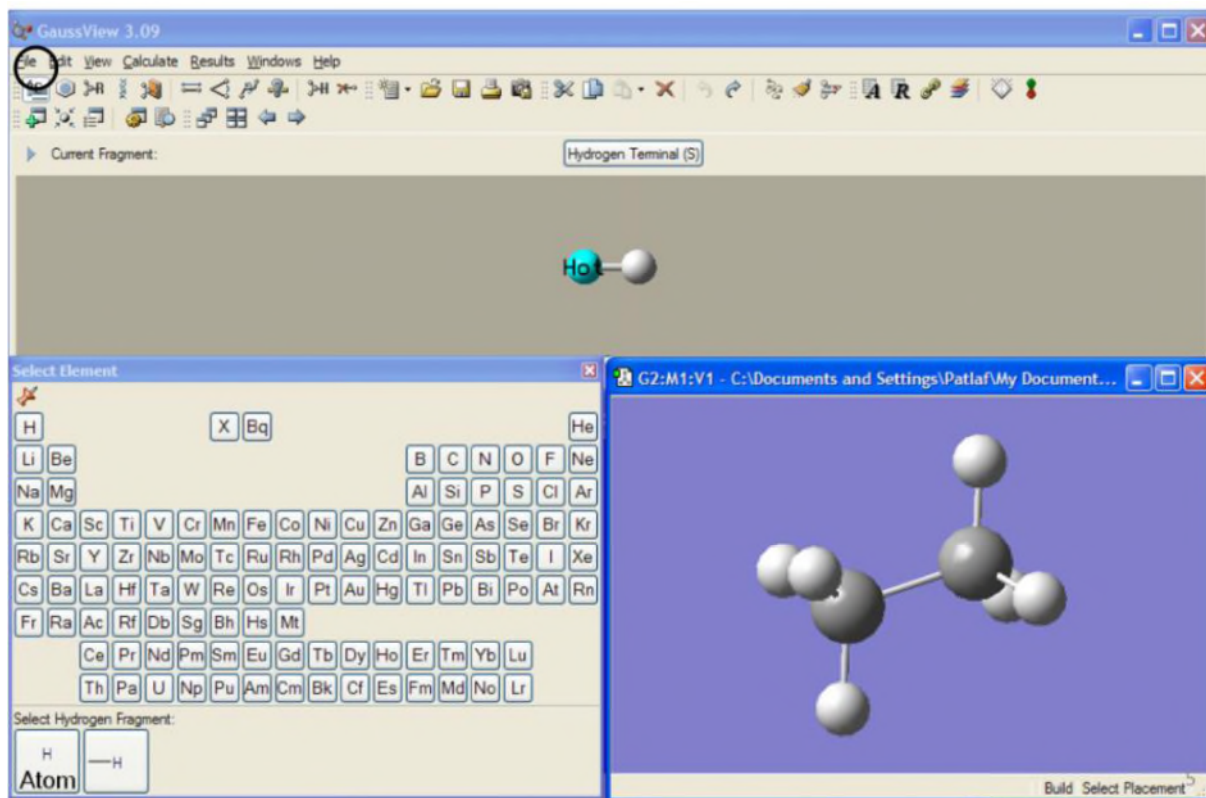 GaussView 3.09
File Edit View Calculate Results Windows Help
Current Fragment: Hydrogen Terminal (S)
Hot
Select Element
H X Bq He
Li Be B C N O F Ne
Na Mg Al Si P S Cl Ar
K Ca Sc Ti V Cr Mn Fe Co Ni Cu Zn Ga Ge As Se Br Kr
Rb Sr Y Zr Nb Mo Tc Ru Rh Pd Ag Cd In Sn Sb Te I Xe
Cs Ba La Hf Ta W Re Os Ir Pt Au Hg Tl Pb Bi Po At Rn
Fr Ra Ac Rf Db Sg Bh Hs Mt
Ce Pr Nd Pm Sm Eu Gd Tb Dy Ho Er Tm Yb Lu
Th Pa U Np Pu Am Cm Bk Cf Es Fm Md No Lr
Select Hydrogen Fragment:
H
Atom
H
G2:M1:V1 - C:\Documents and Settings\Patlaf\My Document...
Build Select Placement
5